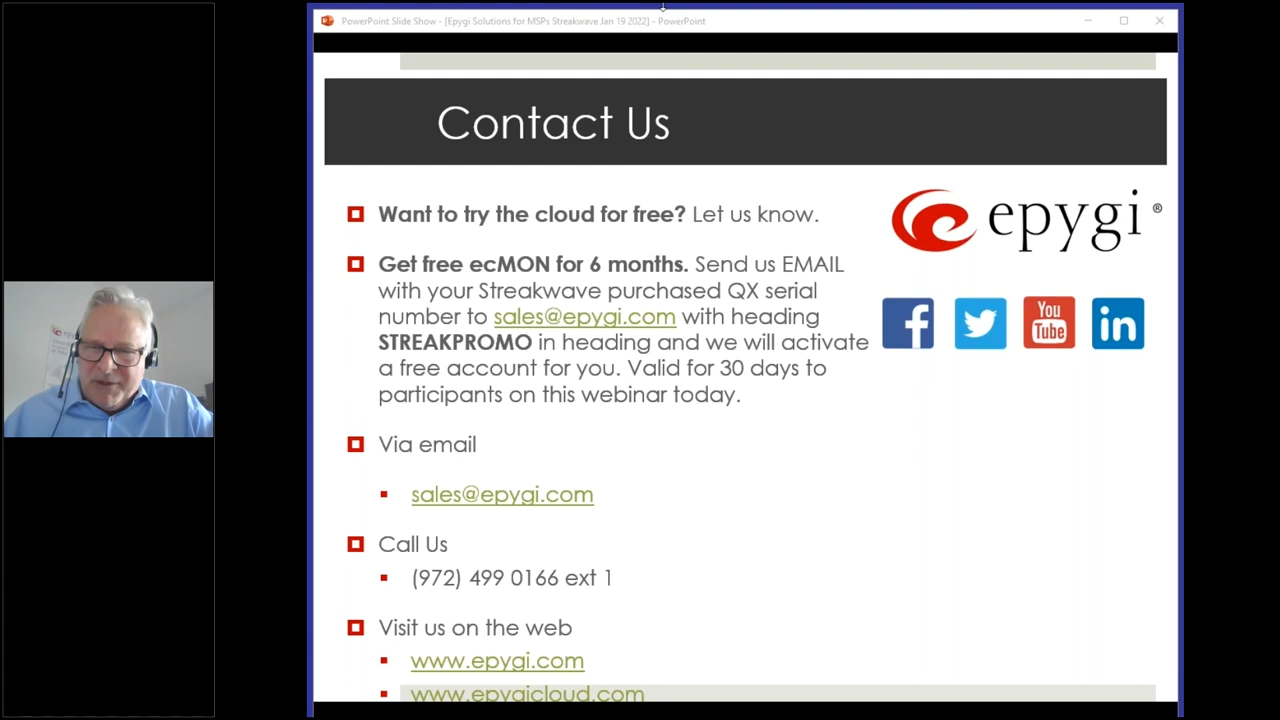 PowerPoint Slide Show - [Epygi Solutions for MSPs Streakwave Jan 19 2022] - PowerPoint
Contact Us
Want to try the cloud for free? Let us know.
Get free ecMON for 6 months. Send us EMAIL
with your Streakwave purchased QX serial
number to sales@epygi.com with heading
STREAKPROMO in heading and we will activate
a free account for you. Valid for 30 days to
participants on this webinar today.
Via email
sales@epygi.com
Call Us
(972) 499 0166 ext 1
Visit us on the web
www.epygi.com
www.epygicloud.com
epygi®
f
You
Tube
in